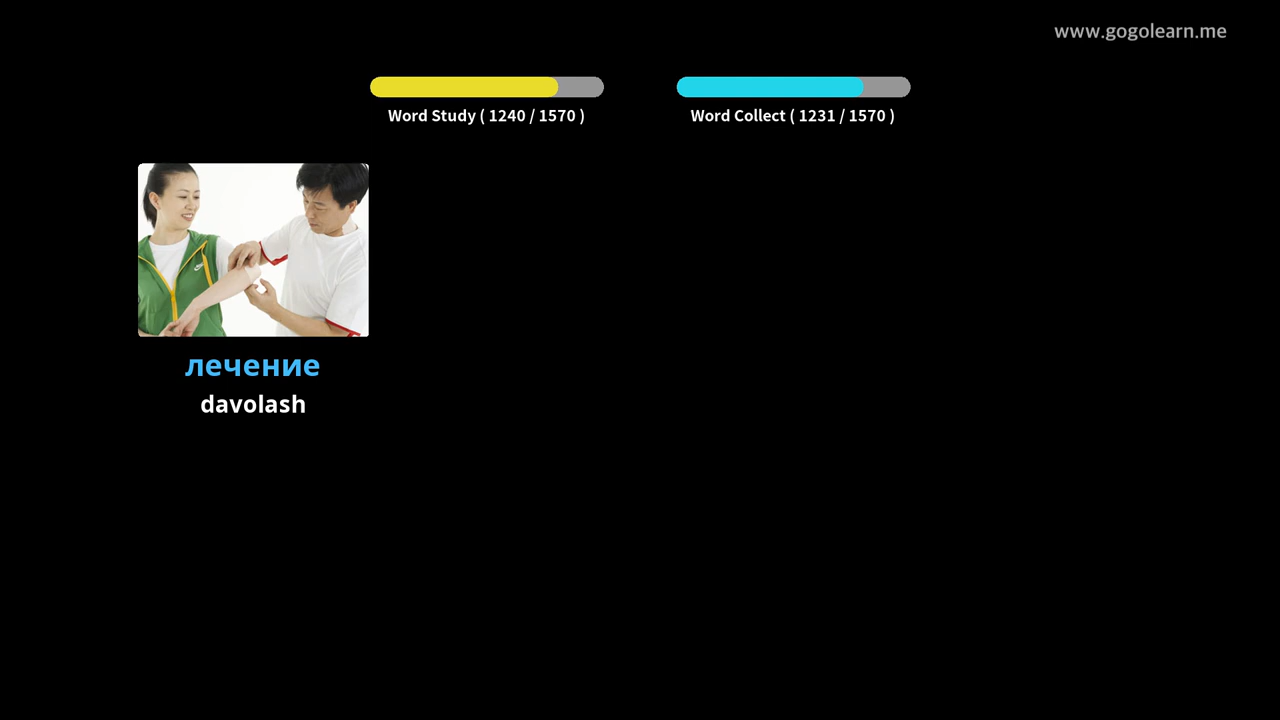 www.gogolearn.me
Word Study ( 1240 / 1570 )
Word Collect ( 1231 / 1570 )
лечение
davolash